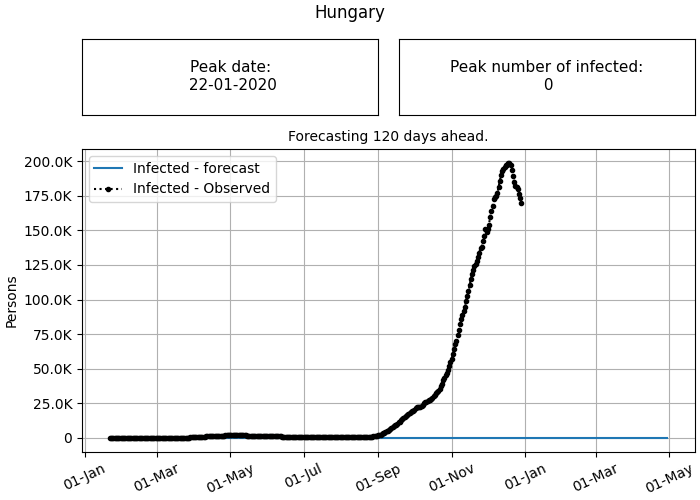 Hungary
Peak date:
22-01-2020
Peak number of infected:
0
Forecasting 120 days ahead.
200.0K
175.0K
150.0K
125.0K
100.0K
75.0K
50.0K
25.0K
0
Persons
Infected - forecast
Infected - Observed
01-Jan
01-Mar
01-May
01-Jul
01-Sep
01-Nov
01-Jan
01-Mar
01-May